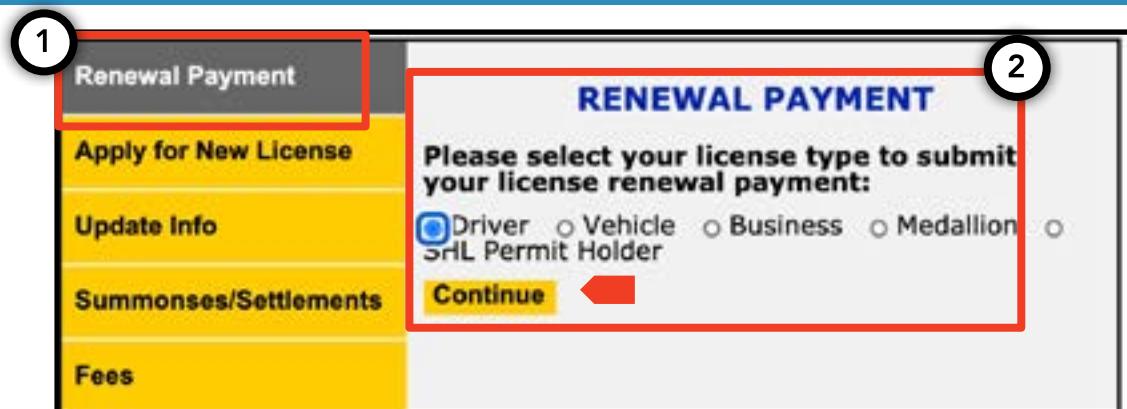 1
Renewal Payment
Apply for New License
Update Info
Summonses/Settlements
Fees
2
RENEWAL PAYMENT
Please select your license type to submit
your license renewal payment:
Driver Vehicle Business Medallion
SHL Permit Holder
Continue